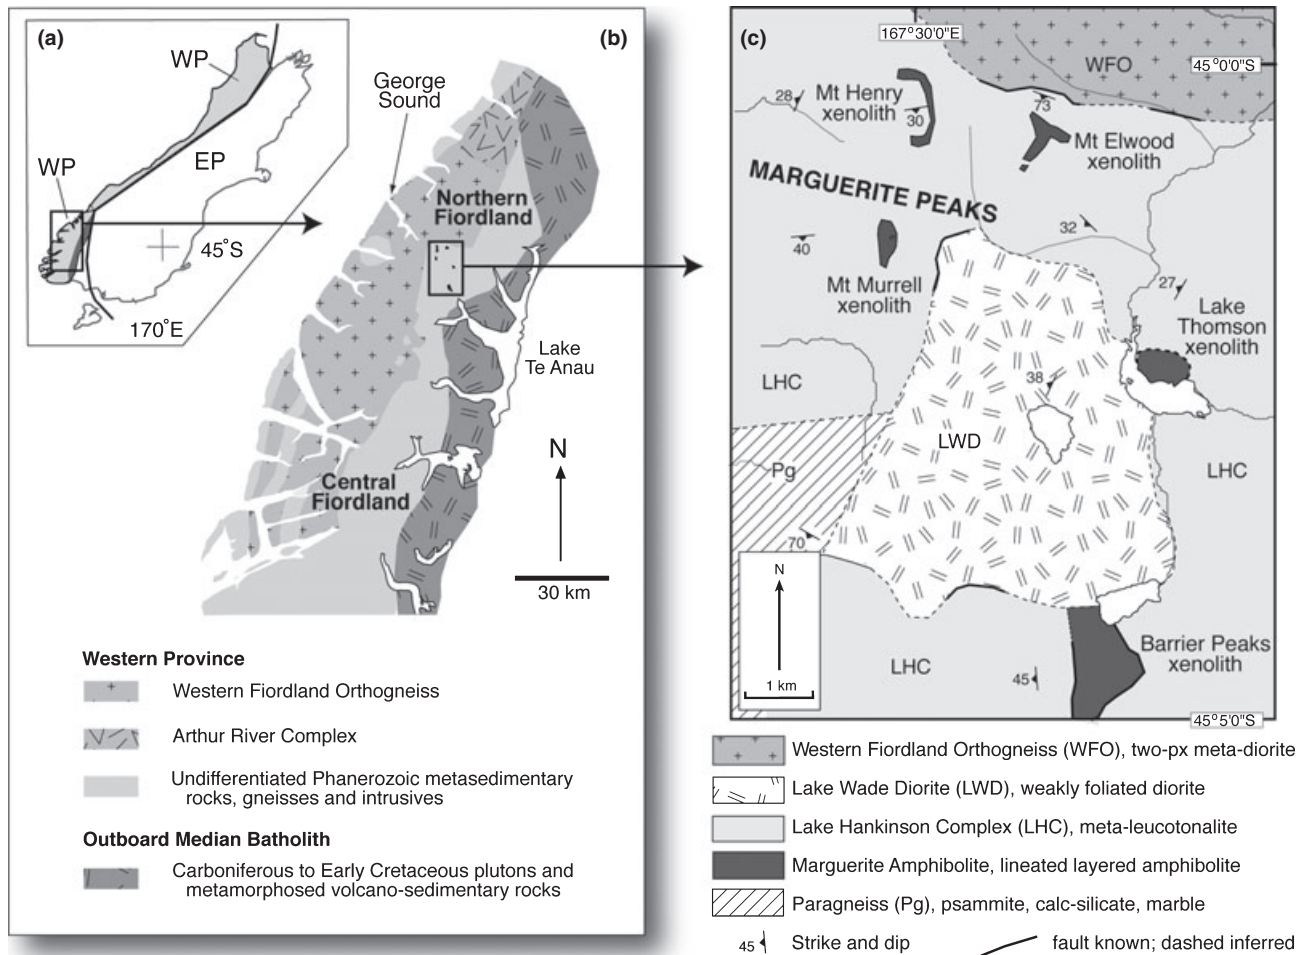 (a)
WP
WP
EP
45°S
170°E
(b)
George
Sound
Northern
Fiordland
Lake
Te Anau
Central
Fiordland
N
30 km
Western Province
Western Fiordland Orthogneiss
Arthur River Complex
Undifferentiated Phanerozoic metasedimentary
rocks, gneisses and intrusives
Outboard Median Batholith
Carboniferous to Early Cretaceous plutons and
metamorphosed volcano-sedimentary rocks
(c)
167°30'0"E
WFO
45°0'0"S
28
Mt Henry
xenolith
30
73
Mt Elwood
xenolith
MARGUERITE PEAKS
40
32
Mt Murrell
xenolith
27
Lake
Thomson
xenolith
LHC
38
LWD
Pg
LHC
70
N
1 km
LHC
45
Barrier Peaks
xenolith
45°5'0"S
Western Fiordland Orthogneiss (WFO), two-px meta-diorite
Lake Wade Diorite (LWD), weakly foliated diorite
Lake Hankinson Complex (LHC), meta-leucotonalite
Marguerite Amphibolite, lineated layered amphibolite
Paragneiss (Pg), psammite, calc-silicate, marble
45 Strike and dip
fault known; dashed inferred